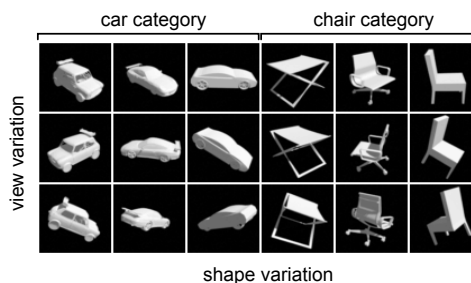 car category
chair category
view variation
shape variation